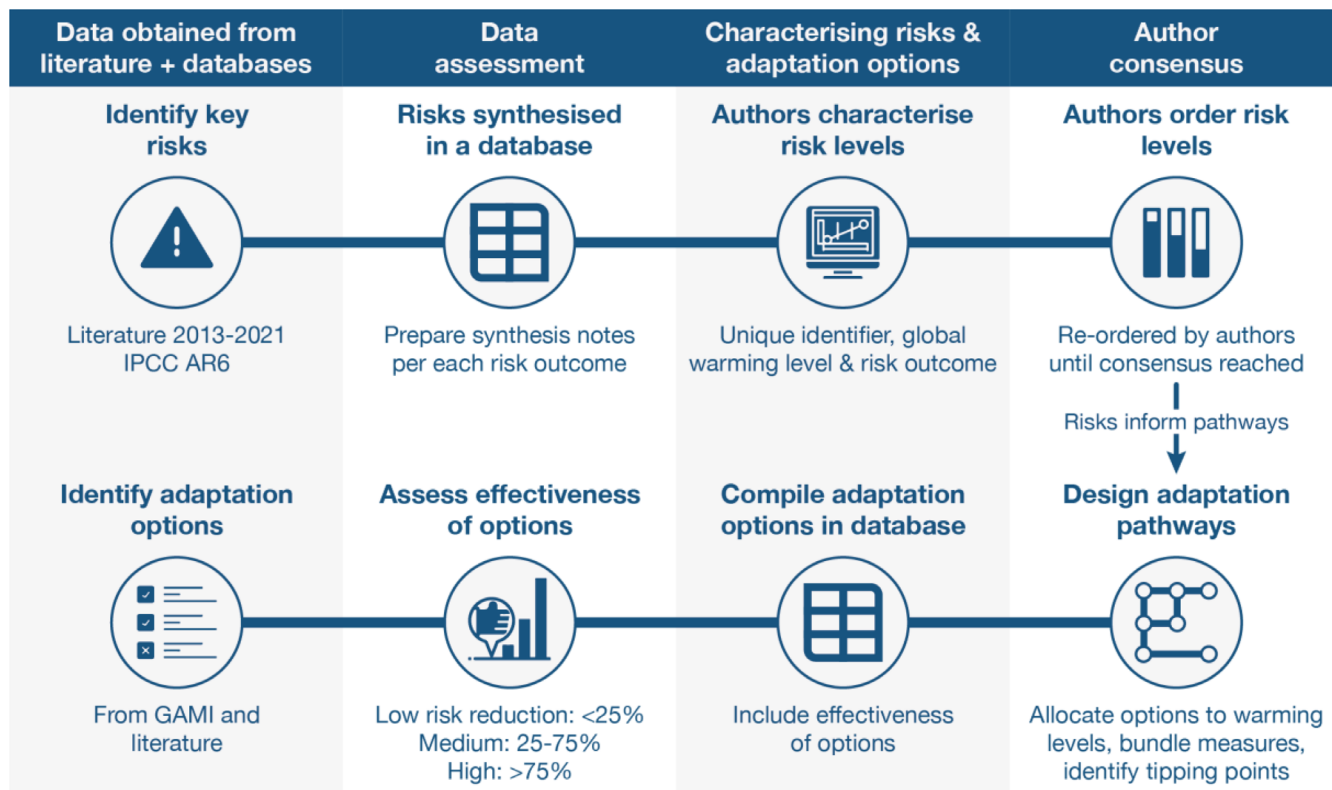 Data obtained from
literature + databases
Data
assessment
Characterising risks &
adaptation options
Author
consensus
Identify key
risks
Literature 2013-2021
IPCC AR6
Risks synthesised
in a database
Prepare synthesis notes
per each risk outcome
Authors characterise
risk levels
Unique identifier, global
warming level & risk outcome
Authors order risk
levels
Re-ordered by authors
until consensus reached
Risks inform pathways
Identify adaptation
options
From GAMI and
literature
Assess effectiveness
of options
Low risk reduction: <25%
Medium: 25-75%
High: >75%
Compile adaptation
options in database
Include effectiveness
of options
Design adaptation
pathways
Allocate options to warming
levels, bundle measures,
identify tipping points